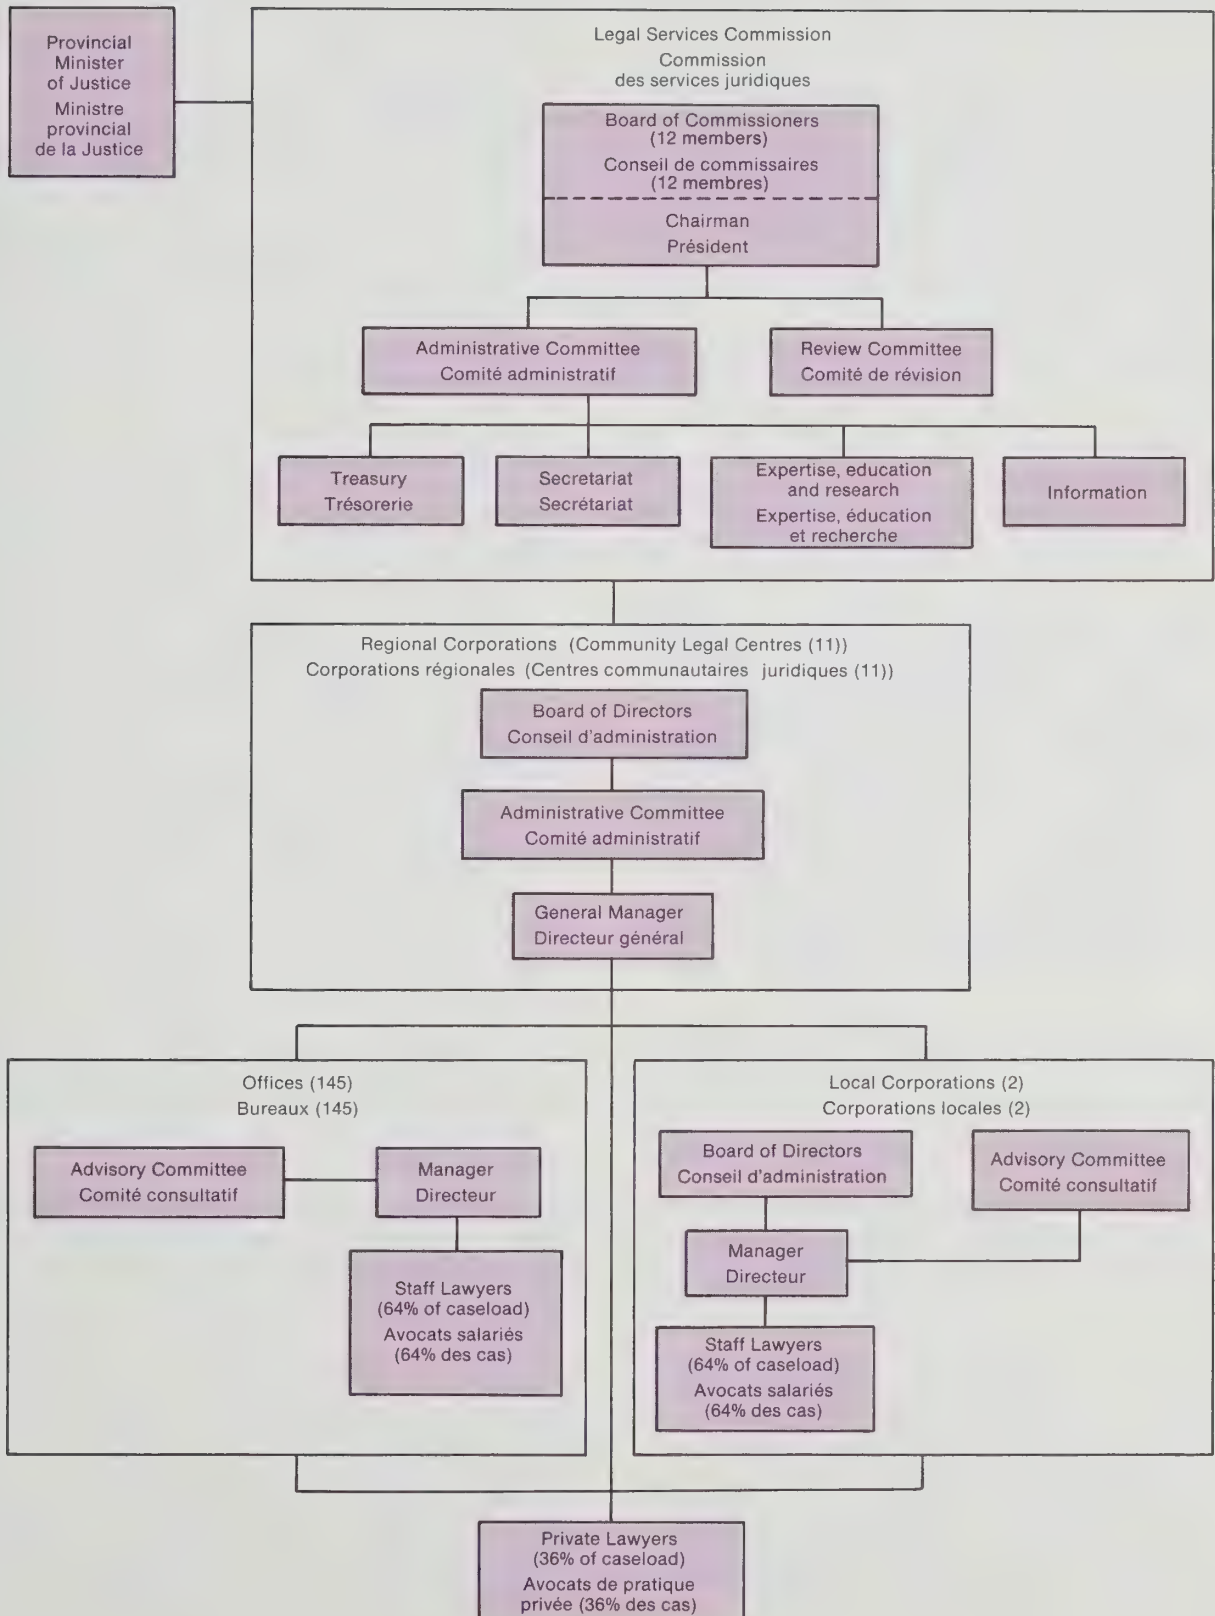 Provincial
Minister
of Justice
Ministre
provincial
de la Justice
Legal Services Commission
Commission
des services juridiques
Board of Commissioners
(12 members)
Conseil de commissaires
(12 membres)
Chairman
Président
Administrative Committee
Comité administratif
Review Committee
Comité de révision
Treasury
Trésorerie
Secretariat
Secrétariat
Expertise, education
and research
Expertise, éducation
et recherche
Information
Regional Corporations (Community Legal Centres (11))
Corporations régionales (Centres communautaires juridiques (11))
Board of Directors
Conseil d'administration
Administrative Committee
Comité administratif
General Manager
Directeur général
Offices (145)
Bureaux (145)
Advisory Committee
Comité consultatif
Manager
Directeur
Staff Lawyers
(64% of caseload)
Avocats salariés
(64% des cas)
Local Corporations (2)
Corporations locales (2)
Board of Directors
Conseil d'administration
Advisory Committee
Comité consultatif
Manager
Directeur
Staff Lawyers
(64% of caseload)
Avocats salariés
(64% des cas)
Private Lawyers
(36% of caseload)
Avocats de pratique
privée (36% des cas)